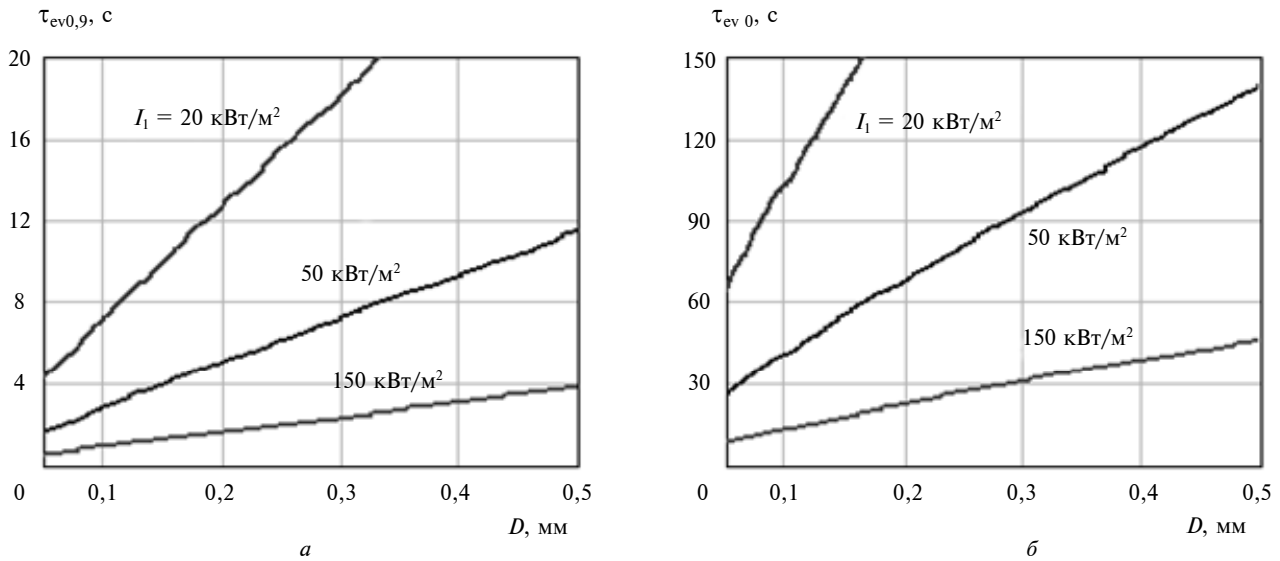 τev0,9, с
20
16
12
8
4
0
0,1
0,2
0,3
0,4
0,5
I1 = 20 кВт/м²
50 кВт/м²
150 кВт/м²
D, мм
а
τev 0, с
150
120
90
60
30
0
0,1
0,2
0,3
0,4
0,5
I1 = 20 кВт/м²
50 кВт/м²
150 кВт/м²
D, мм
б